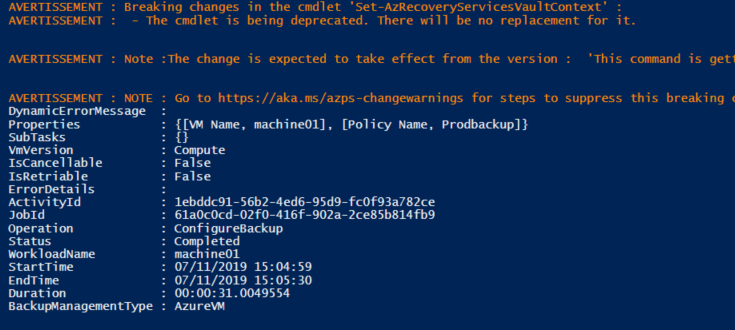 AVERTISSEMENT : Breaking changes in the cmdlet 'Set-AzRecoveryServicesVaultContext' :
AVERTISSEMENT :  - The cmdlet is being deprecated. There will be no replacement for it.
AVERTISSEMENT : Note :The change is expected to take effect from the version :  'This command is gett
AVERTISSEMENT : NOTE : Go to https://aka.ms/azps-changewarnings for steps to suppress this breaking c
DynamicErrorMessage  :
Properties           : {[VM Name, machine01], [Policy Name, Prodbackup]}
SubTasks             : {}
VmVersion            : Compute
IsCancellable        : False
IsRetriable          : False
ErrorDetails         :
ActivityId           : 1ebddc91-56b2-4ed6-95d9-fc0f93a782ce
JobId                : 61a0c0cd-02f0-416f-902a-2ce85b814fb9
Operation            : ConfigureBackup
Status               : Completed
WorkloadName         : machine01
StartTime            : 07/11/2019 15:04:59
EndTime              : 07/11/2019 15:05:30
Duration             : 00:00:31.0049554
BackupManagementType : AzureVM